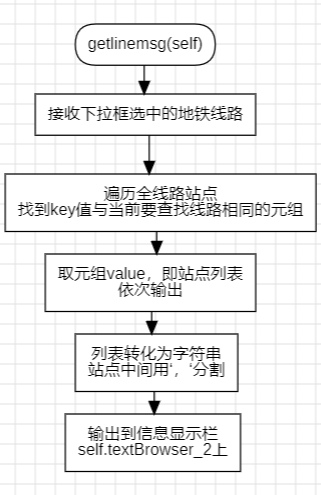 getlinemsg(self)
接收下拉框选中的地铁线路
遍历全线路站点
找到key值与当前要查找线路相同的元组
取元组value，即站点列表
依次输出
列表转化为字符串
站点中间用‘，‘分割
输出到信息显示栏
self.textBrowser_2上